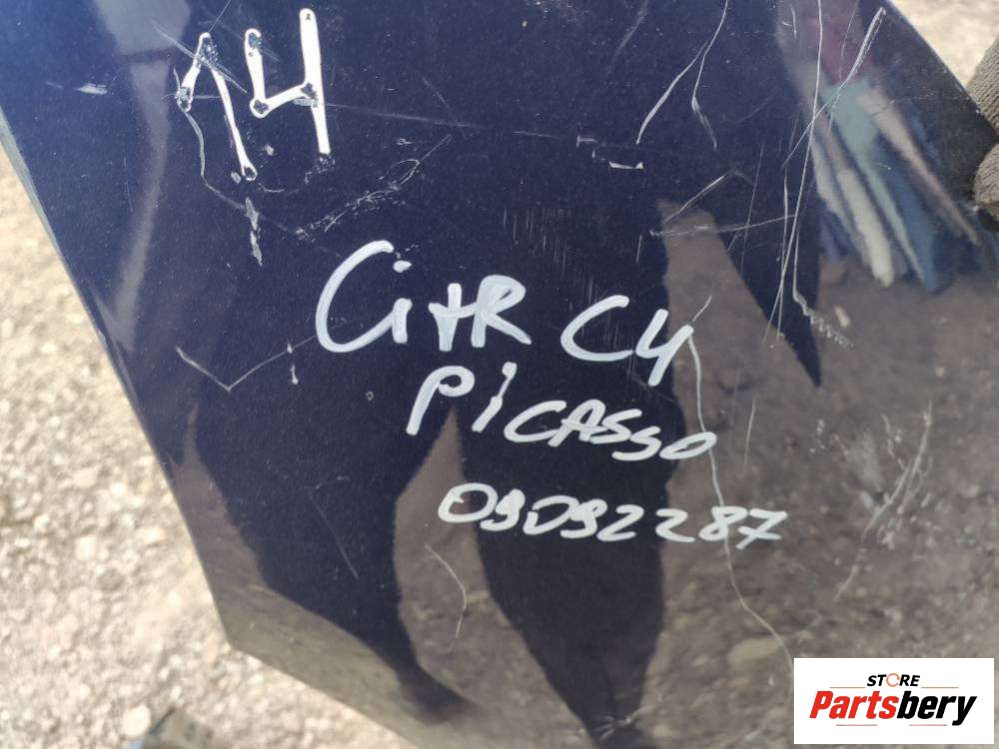 14
CitR C4
PiCASSO
09092287
STORE
Partsbery